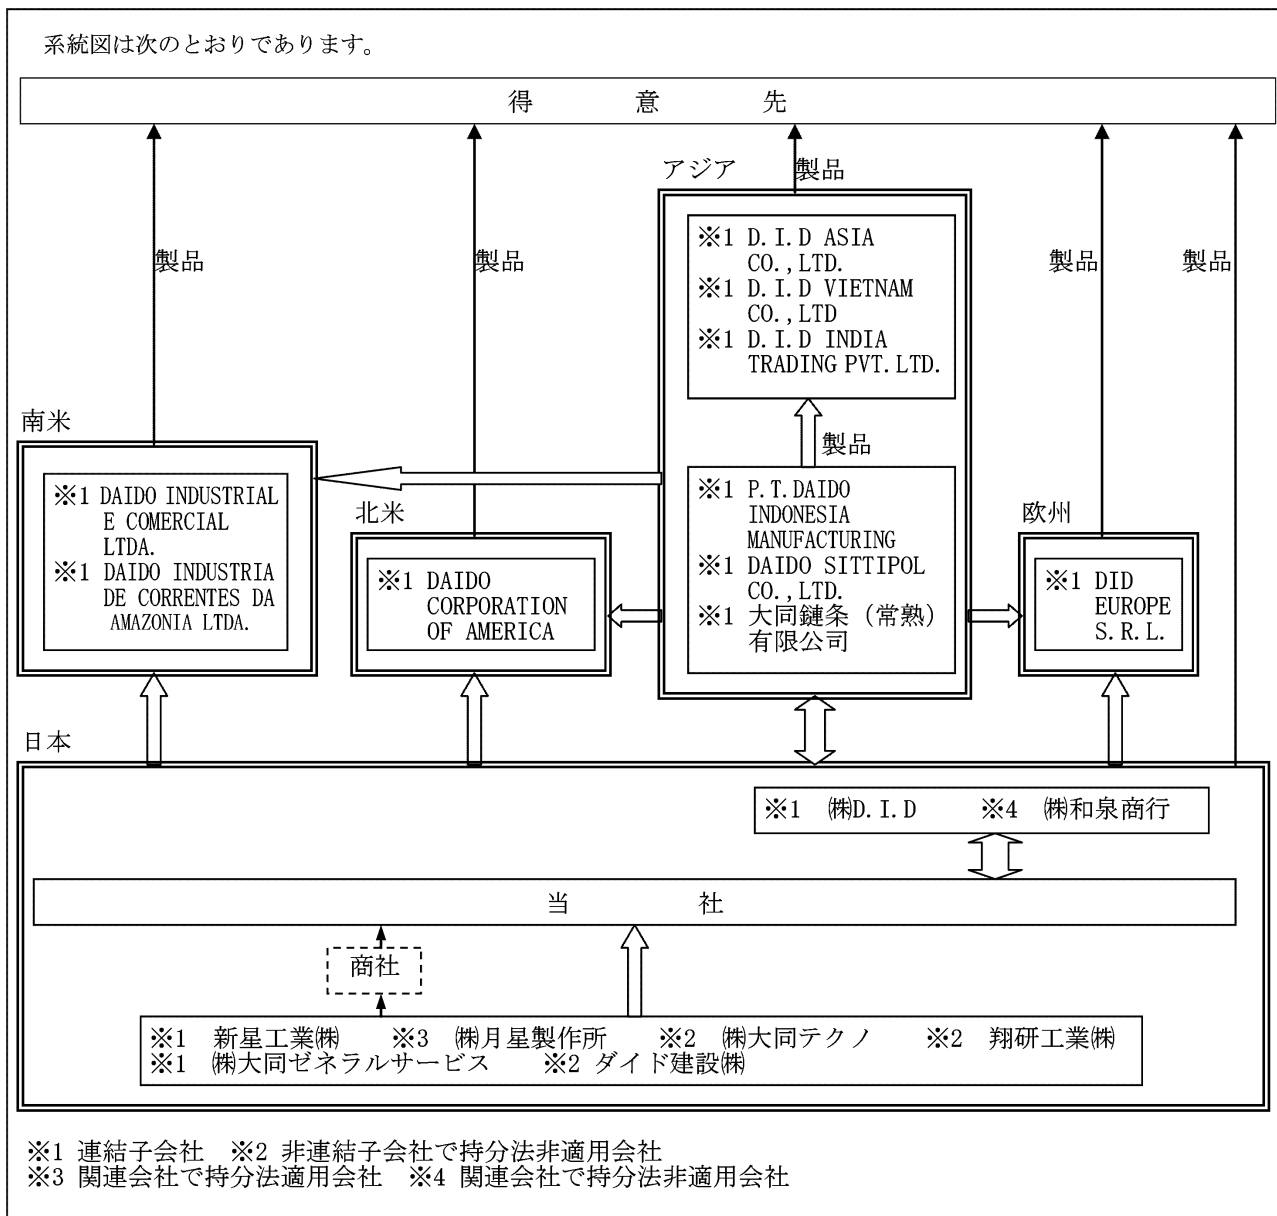 系統図は次のとおりであります。
得意先
アジア
製品
製品
製品
製品
製品
※1 D.I.D ASIA
CO.,LTD.
※1 D.I.D VIETNAM
CO.,LTD
※1 D.I.D INDIA
TRADING PVT.LTD.
製品
南米
※1 DAIDO INDUSTRIAL
E COMERCIAL
LTDA.
※1 DAIDO INDUSTRIA
DE CORRENTES DA
AMAZONIA LTDA.
北米
※1 DAIDO
CORPORATION
OF AMERICA
※1 P.T.DAIDO
INDONESIA
MANUFACTURING
※1 DAIDO SITTIPOL
CO.,LTD.
※1 大同鏈条(常熟)
有限公司
欧州
※1 DID
EUROPE
S.R.L.
日本
※1 ㈱D.I.D ※4 ㈱和泉商行
当社
商社
※1 新星工業㈱ ※3 ㈱月星製作所 ※2 ㈱大同テクノ ※2 翔研工業㈱
※1 ㈱大同ゼネラルサービス ※2 ダイド建設㈱
※1 連結子会社 ※2 非連結子会社で持分法非適用会社
※3 関連会社で持分法適用会社 ※4 関連会社で持分法非適用会社